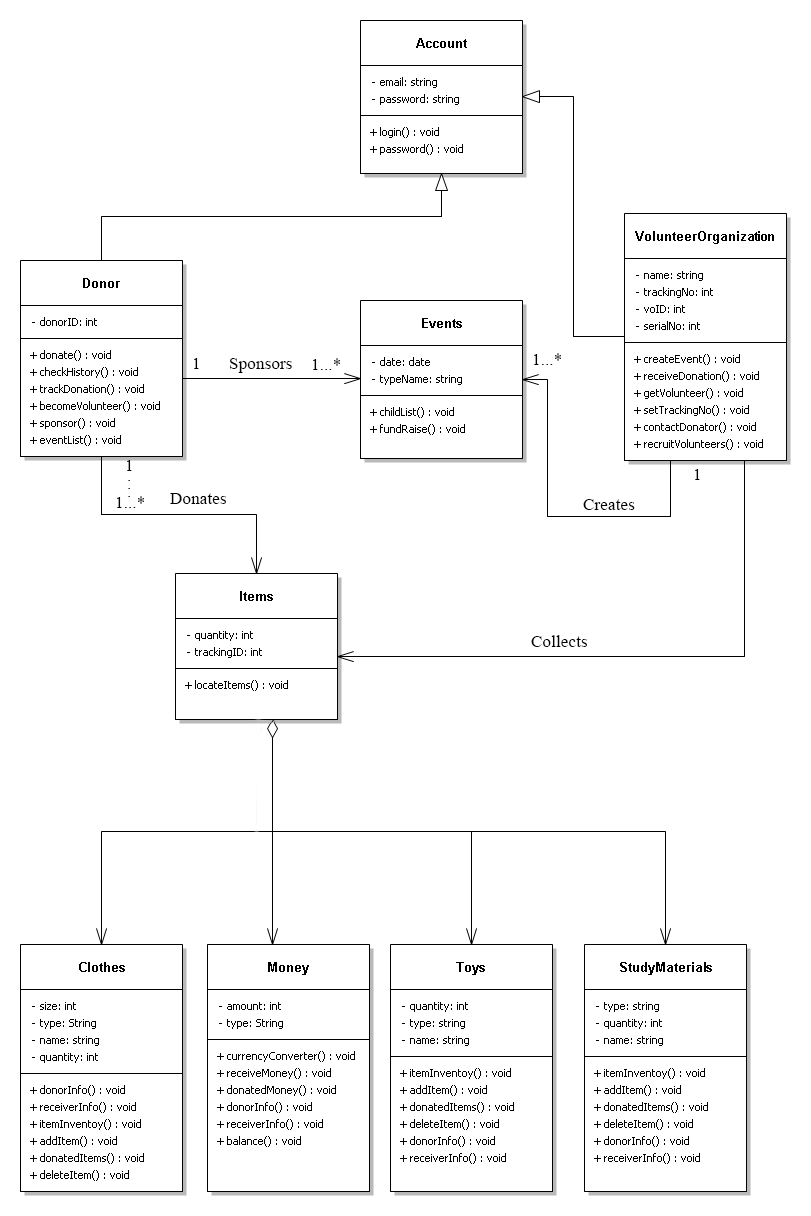 Account
- email: string
- password: string
+ login() : void
+ password() : void
VolunteerOrganization
- name: string
- trackingNo: int
- voID: int
- serialNo: int
+ createEvent() : void
+ receiveDonation() : void
+ getVolunteer() : void
+ setTrackingNo() : void
+ contactDonator() : void
+ recruitVolunteers() : void
Donor
- donorID: int
+ donate() : void
+ checkHistory() : void
+ trackDonation() : void
+ becomeVolunteer() : void
+ sponsor() : void
+ eventList() : void
1 Sponsors 1...*
Events
- date: date
- typeName: string
+ childList() : void
+ fundRaise() : void
1...*
1
Creates
1
1...*
Donates
Items
- quantity: int
- trackingID: int
+ locateItems() : void
Collects
Clothes
- size: int
- type: String
- name: string
- quantity: int
+ donorInfo() : void
+ receiverInfo() : void
+ itemInventoy() : void
+ addItem() : void
+ donatedItems() : void
+ deleteItem() : void
Money
- amount: int
- type: String
+ currencyConverter() : void
+ receiveMoney() : void
+ donatedMoney() : void
+ donorInfo() : void
+ receiverInfo() : void
+ balance() : void
Toys
- quantity: int
- type: string
- name: string
+ itemInventoy() : void
+ addItem() : void
+ donatedItems() : void
+ deleteItem() : void
+ donorInfo() : void
+ receiverInfo() : void
StudyMaterials
- type: string
- quantity: int
- name: string
+ itemInventoy() : void
+ addItem() : void
+ donatedItems() : void
+ deleteItem() : void
+ donorInfo() : void
+ receiverInfo() : void